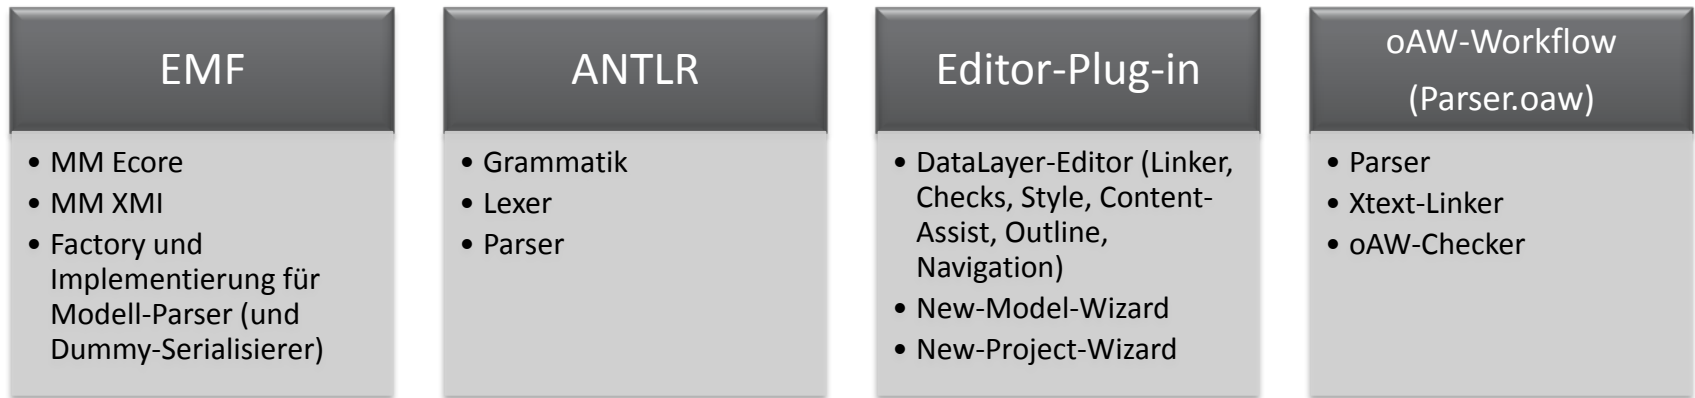 EMF
• MM Ecore
• MM XMI
• Factory und
Implementierung für
Modell-Parser (und
Dummy-Serialisierer)
ANTLR
• Grammatik
• Lexer
• Parser
Editor-Plug-in
• DataLayer-Editor (Linker,
Checks, Style, Content-
Assist, Outline,
Navigation)
• New-Model-Wizard
• New-Project-Wizard
oAW-Workflow
(Parser.oaw)
• Parser
• Xtext-Linker
• oAW-Checker